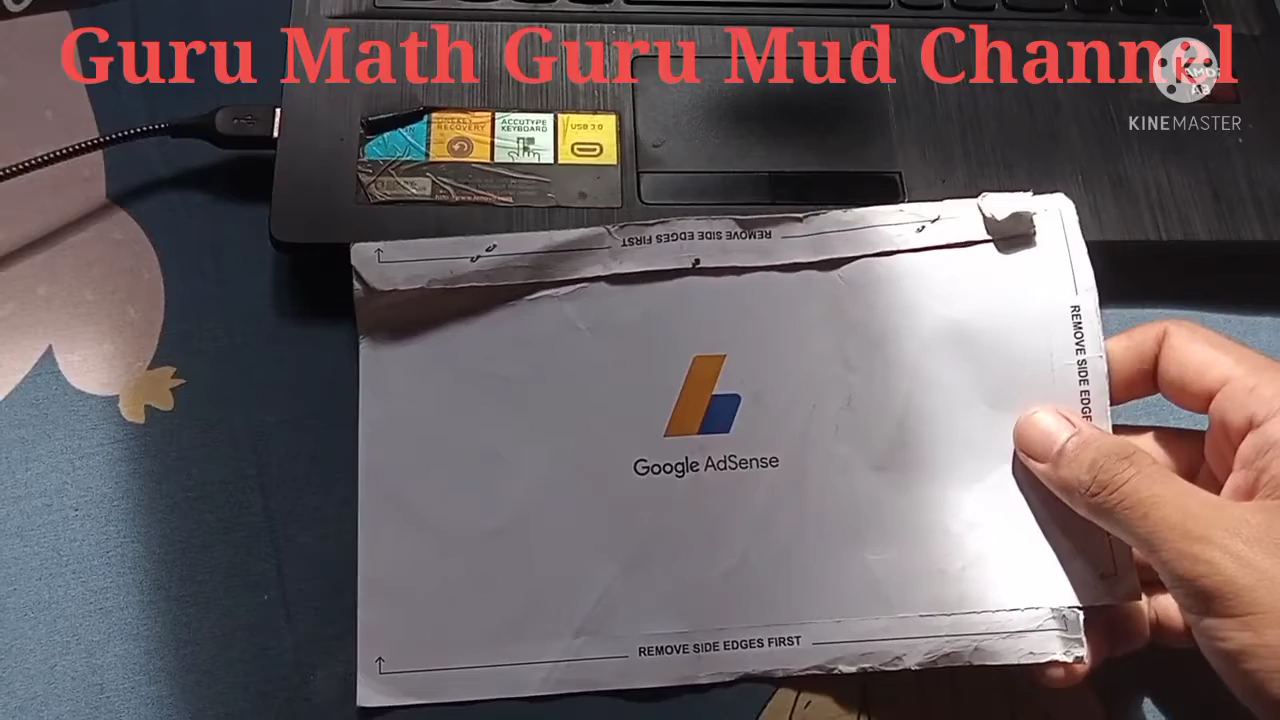 Guru Math Guru Mud Channel
KINEMASTER
RECOVERY
ACCUTYPE
KEYBOARD
USB 3.0
REMOVE SIDE EDGES FIRST
REMOVE SIDE EDGE
Google AdSense
REMOVE SIDE EDGES FIRST